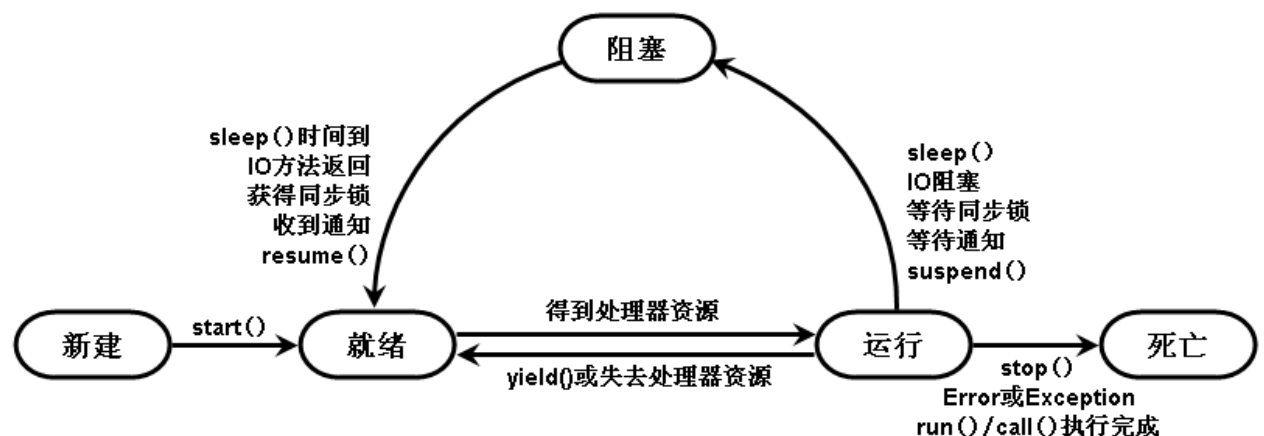 阻塞
sleep()时间到
IO方法返回
获得同步锁
收到通知
resume()
sleep()
IO阻塞
等待同步锁
等待通知
suspend()
新建
start()
就绪
得到处理器资源
yield()或失去处理器资源
运行
stop()
Error或Exception
run()/call()执行完成
死亡